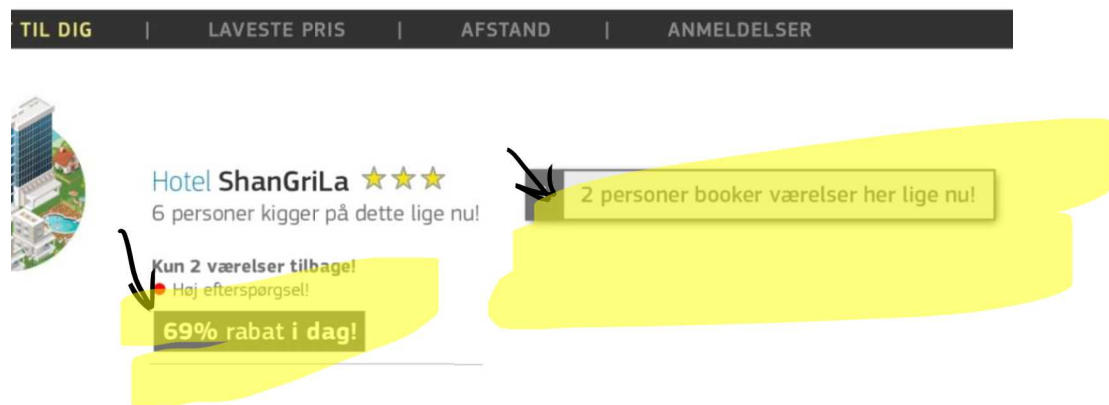 TIL DIG | LAVESTE PRIS | AFSTAND | ANMELDELSER
Hotel ShanGriLa
6 personer kigger på dette lige nu!
2 personer booker værelser her lige nu!
Kun 2 værelser tilbage!
Høj efterspørgsel!
69% rabat i dag!